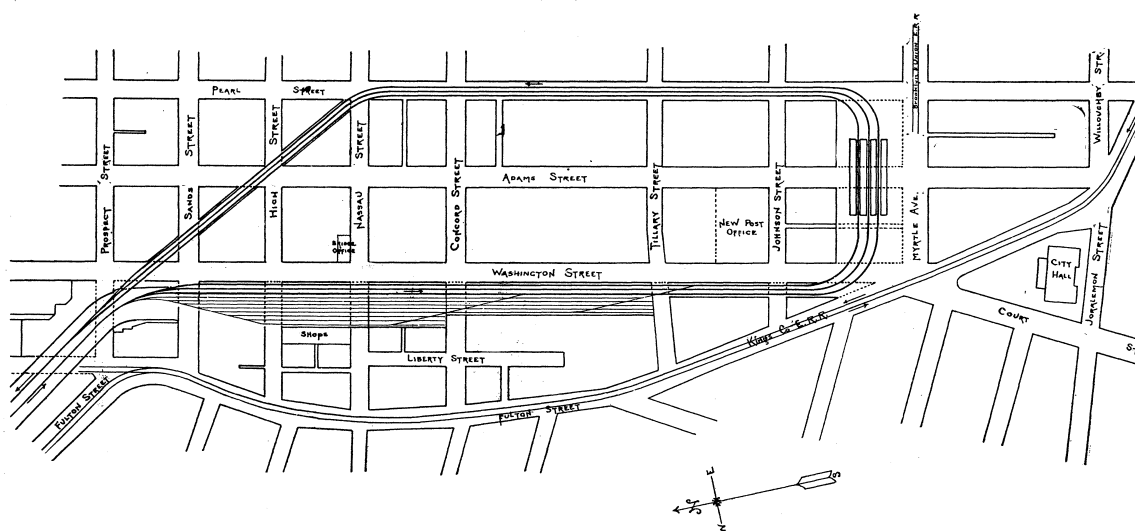 BROOKLYN & UNION E.R.R.
WILLOUGHBY STR.
PEARL STREET
PROSPECT STREET
SANDS STREET
HIGH STREET
NASSAU STREET
CONCORD STREET
ADAMS STREET
TILLARY STREET
NEW POST
OFFICE
JOHNSON STREET
MYRTLE AVE.
BRIDGE
OFFICE
WASHINGTON STREET
CITY
HALL
JORALEMON STREET
COURT
ST
SHOPS
KINGS CO. E.R.R.
LIBERTY STREET
FULTON STREET
FULTON STREET
E
S